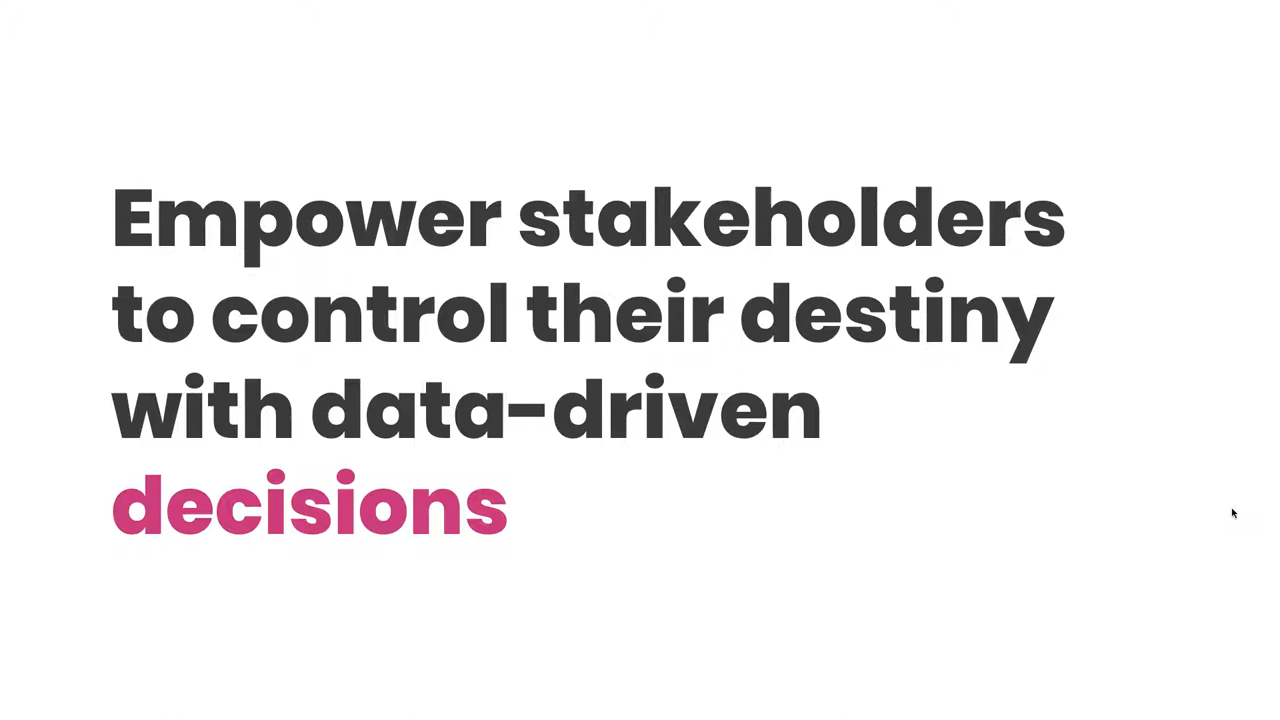 Empower stakeholders
to control their destiny
with data-driven
decisions